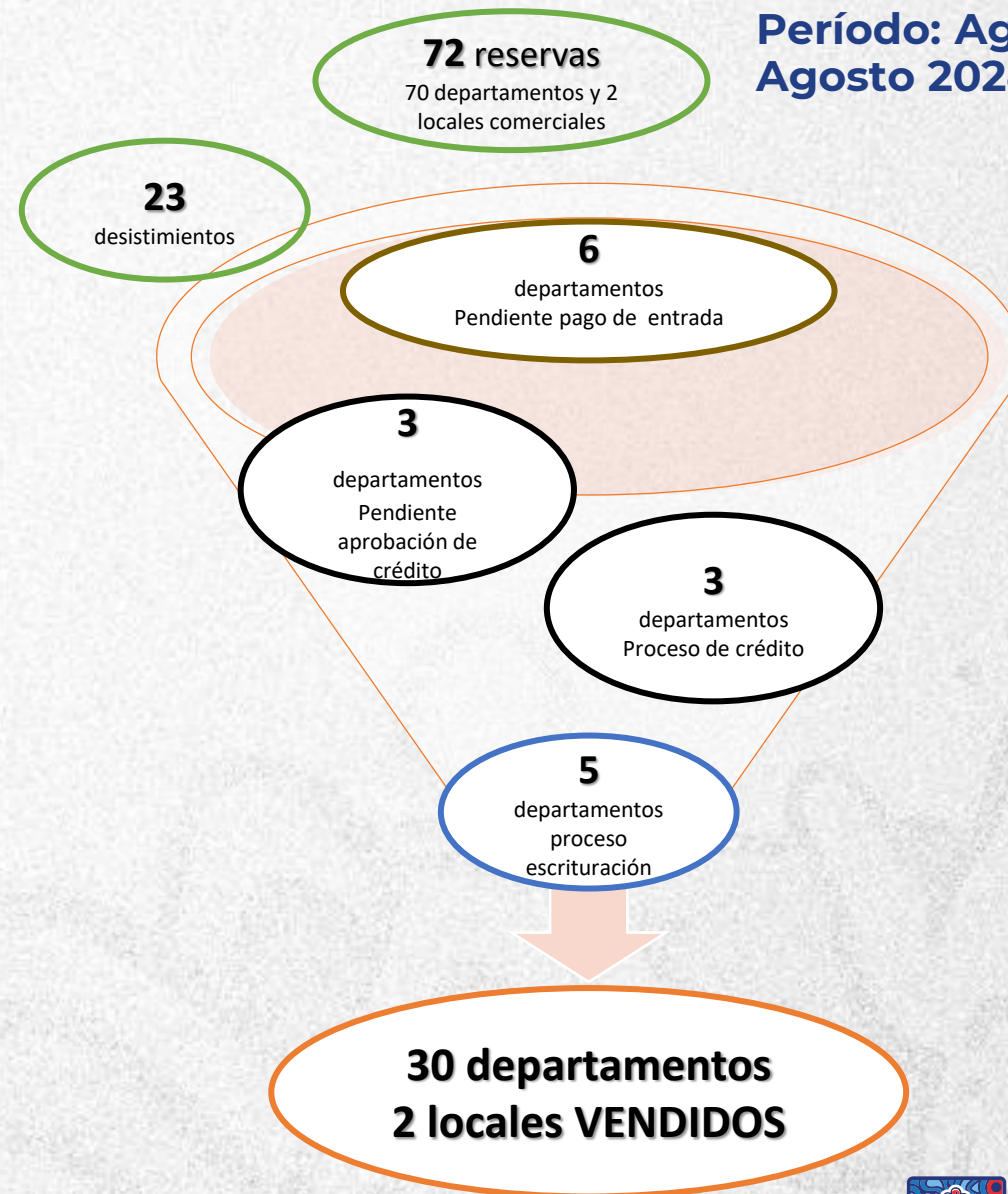 Período: Ag
Agosto 202
72 reservas
70 departamentos y 2
locales comerciales
23
desistimientos
6
departamentos
Pendiente pago de entrada
3
departamentos
Pendiente
aprobación de
crédito
3
departamentos
Proceso de crédito
5
departamentos
proceso
escrituración
30 departamentos
2 locales VENDIDOS